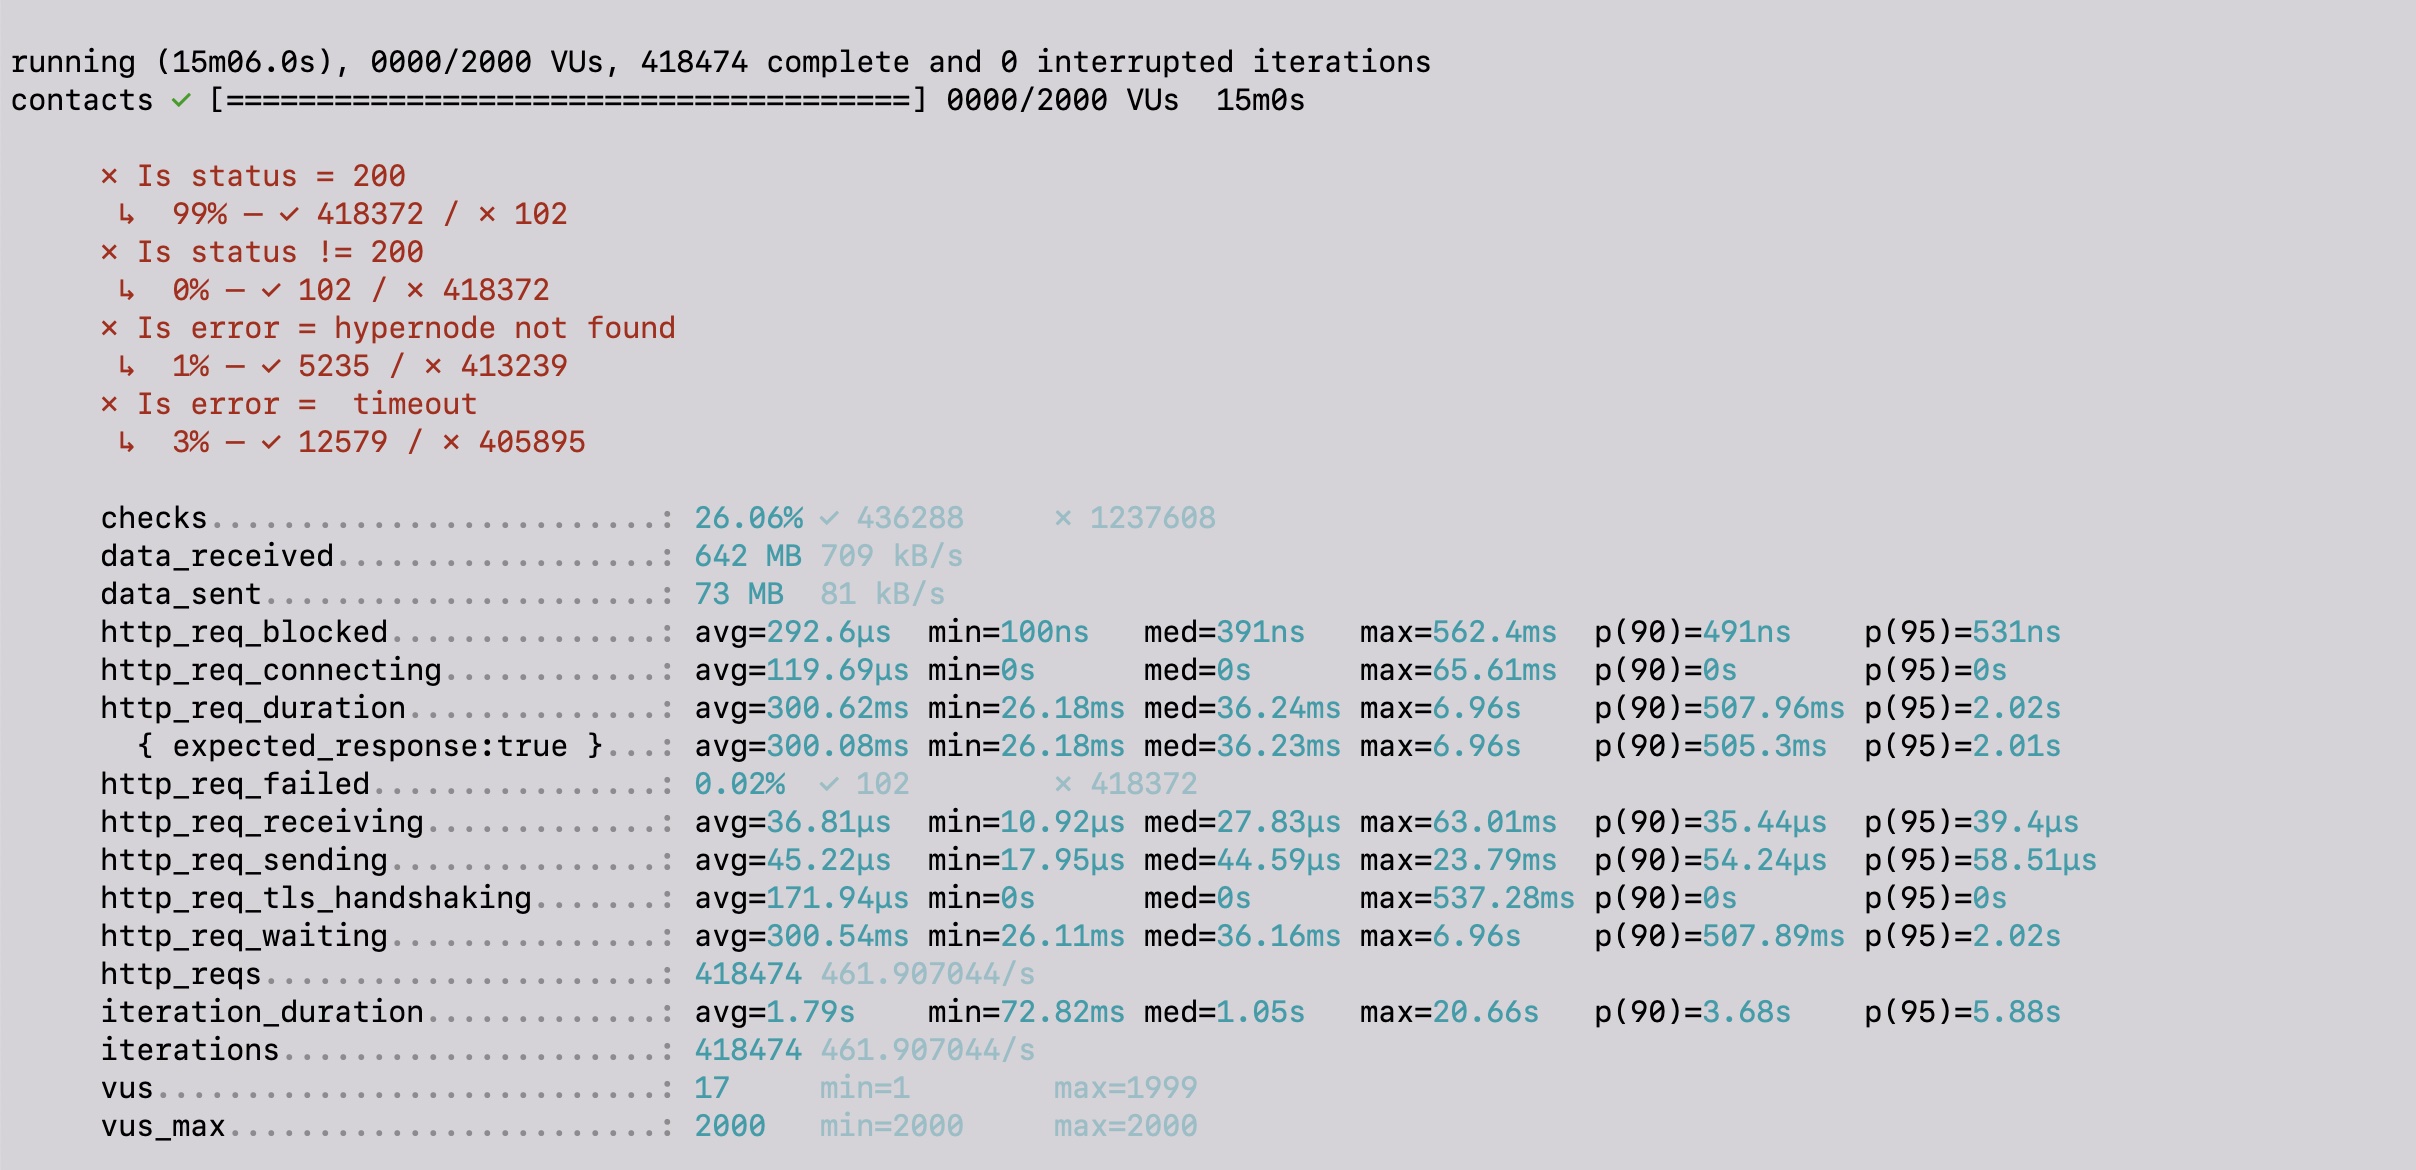 running (15m06.0s), 0000/2000 VUs, 418474 complete and 0 interrupted iterations
contacts ✓ [======================================] 0000/2000 VUs  15m0s
✗ Is status = 200
↳  99% — ✓ 418372 / ✗ 102
✗ Is status != 200
↳  0% — ✓ 102 / ✗ 418372
✗ Is error = hypernode not found
↳  1% — ✓ 5235 / ✗ 413239
✗ Is error =  timeout
↳  3% — ✓ 12579 / ✗ 405895
checks.........................: 26.06% ✓ 436288     ✗ 1237608
data_received..................: 642 MB 709 kB/s
data_sent......................: 73 MB  81 kB/s
http_req_blocked...............: avg=292.6µs  min=100ns   med=391ns   max=562.4ms  p(90)=491ns    p(95)=531ns
http_req_connecting............: avg=119.69µs min=0s      med=0s      max=65.61ms  p(90)=0s       p(95)=0s
http_req_duration..............: avg=300.62ms min=26.18ms med=36.24ms max=6.96s    p(90)=507.96ms p(95)=2.02s
{ expected_response:true }...: avg=300.08ms min=26.18ms med=36.23ms max=6.96s    p(90)=505.3ms  p(95)=2.01s
http_req_failed................: 0.02%  ✓ 102        ✗ 418372
http_req_receiving.............: avg=36.81µs  min=10.92µs med=27.83µs max=63.01ms  p(90)=35.44µs  p(95)=39.4µs
http_req_sending...............: avg=45.22µs  min=17.95µs med=44.59µs max=23.79ms  p(90)=54.24µs  p(95)=58.51µs
http_req_tls_handshaking.......: avg=171.94µs min=0s      med=0s      max=537.28ms p(90)=0s       p(95)=0s
http_req_waiting...............: avg=300.54ms min=26.11ms med=36.16ms max=6.96s    p(90)=507.89ms p(95)=2.02s
http_reqs......................: 418474 461.907044/s
iteration_duration.............: avg=1.79s    min=72.82ms med=1.05s   max=20.66s   p(90)=3.68s    p(95)=5.88s
iterations.....................: 418474 461.907044/s
vus............................: 17     min=1        max=1999
vus_max........................: 2000   min=2000     max=2000